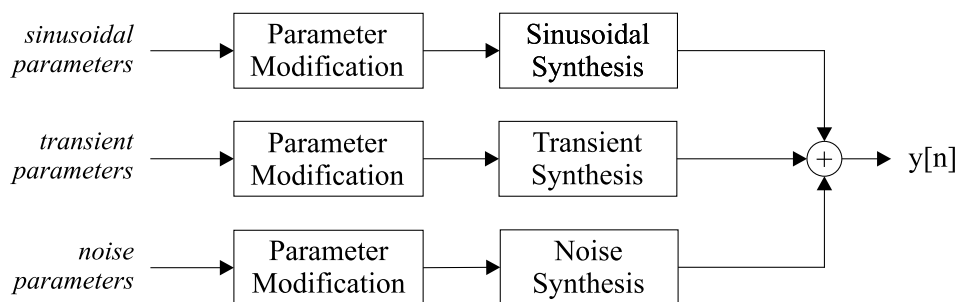 sinusoidal
parameters
Parameter
Modification
Sinusoidal
Synthesis
transient
parameters
Parameter
Modification
Transient
Synthesis
+
y[n]
noise
parameters
Parameter
Modification
Noise
Synthesis